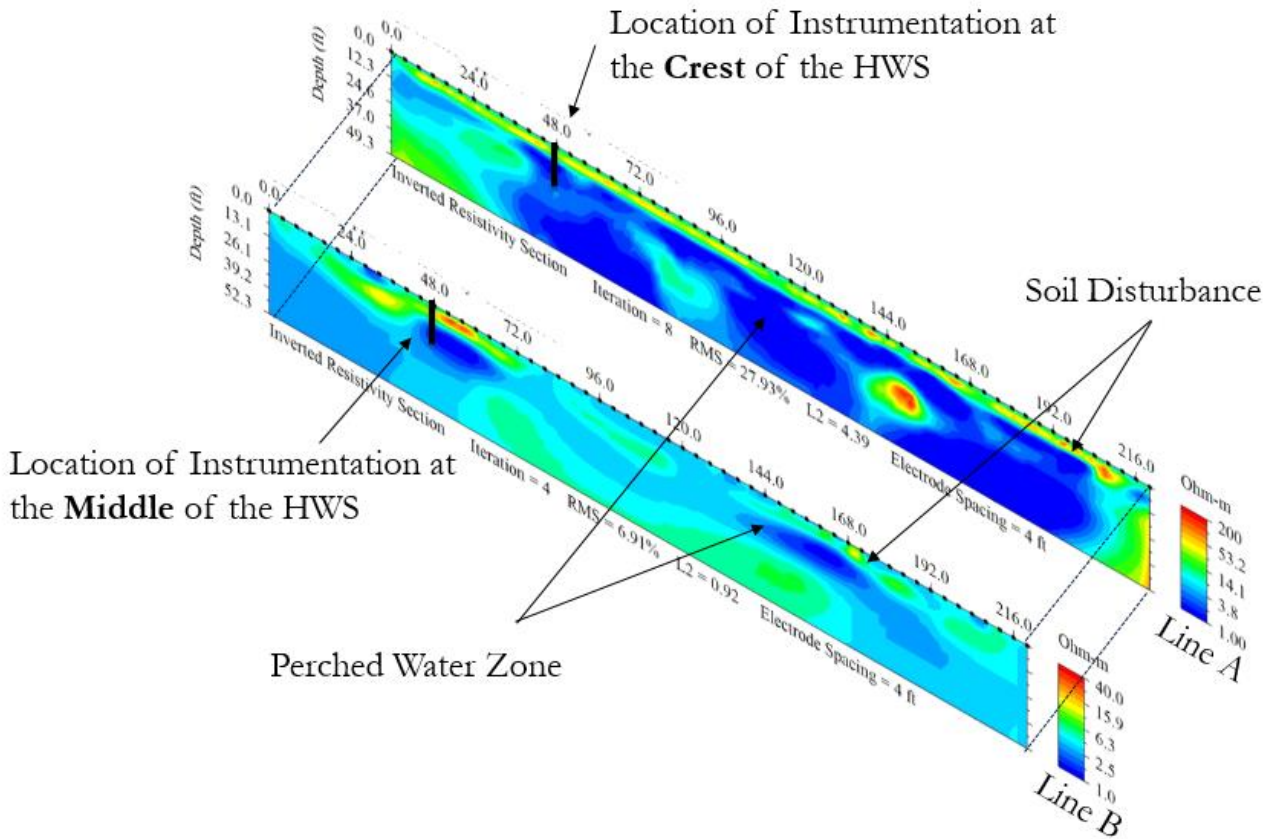 Location of Instrumentation at
the Crest of the HWS
Depth (ft)
0.0
12.3
24.6
37.0
49.3
0.0
24.0
48.0
72.0
96.0
120.0
144.0
168.0
192.0
216.0
Inverted Resistivity Section
Iteration = 8
RMS = 27.93%
L2 = 4.39
Electrode Spacing = 4 ft
Ohm-m
200
53.2
14.1
3.8
1.00
Line A
Soil Disturbance
Depth (ft)
0.0
13.1
26.1
39.2
52.3
0.0
24.0
48.0
72.0
96.0
120.0
144.0
168.0
192.0
216.0
Inverted Resistivity Section
Iteration = 4
RMS = 6.91%
L2 = 0.92
Electrode Spacing = 4 ft
Ohm-m
40.0
15.9
6.3
2.5
1.0
Line B
Location of Instrumentation at
the Middle of the HWS
Perched Water Zone